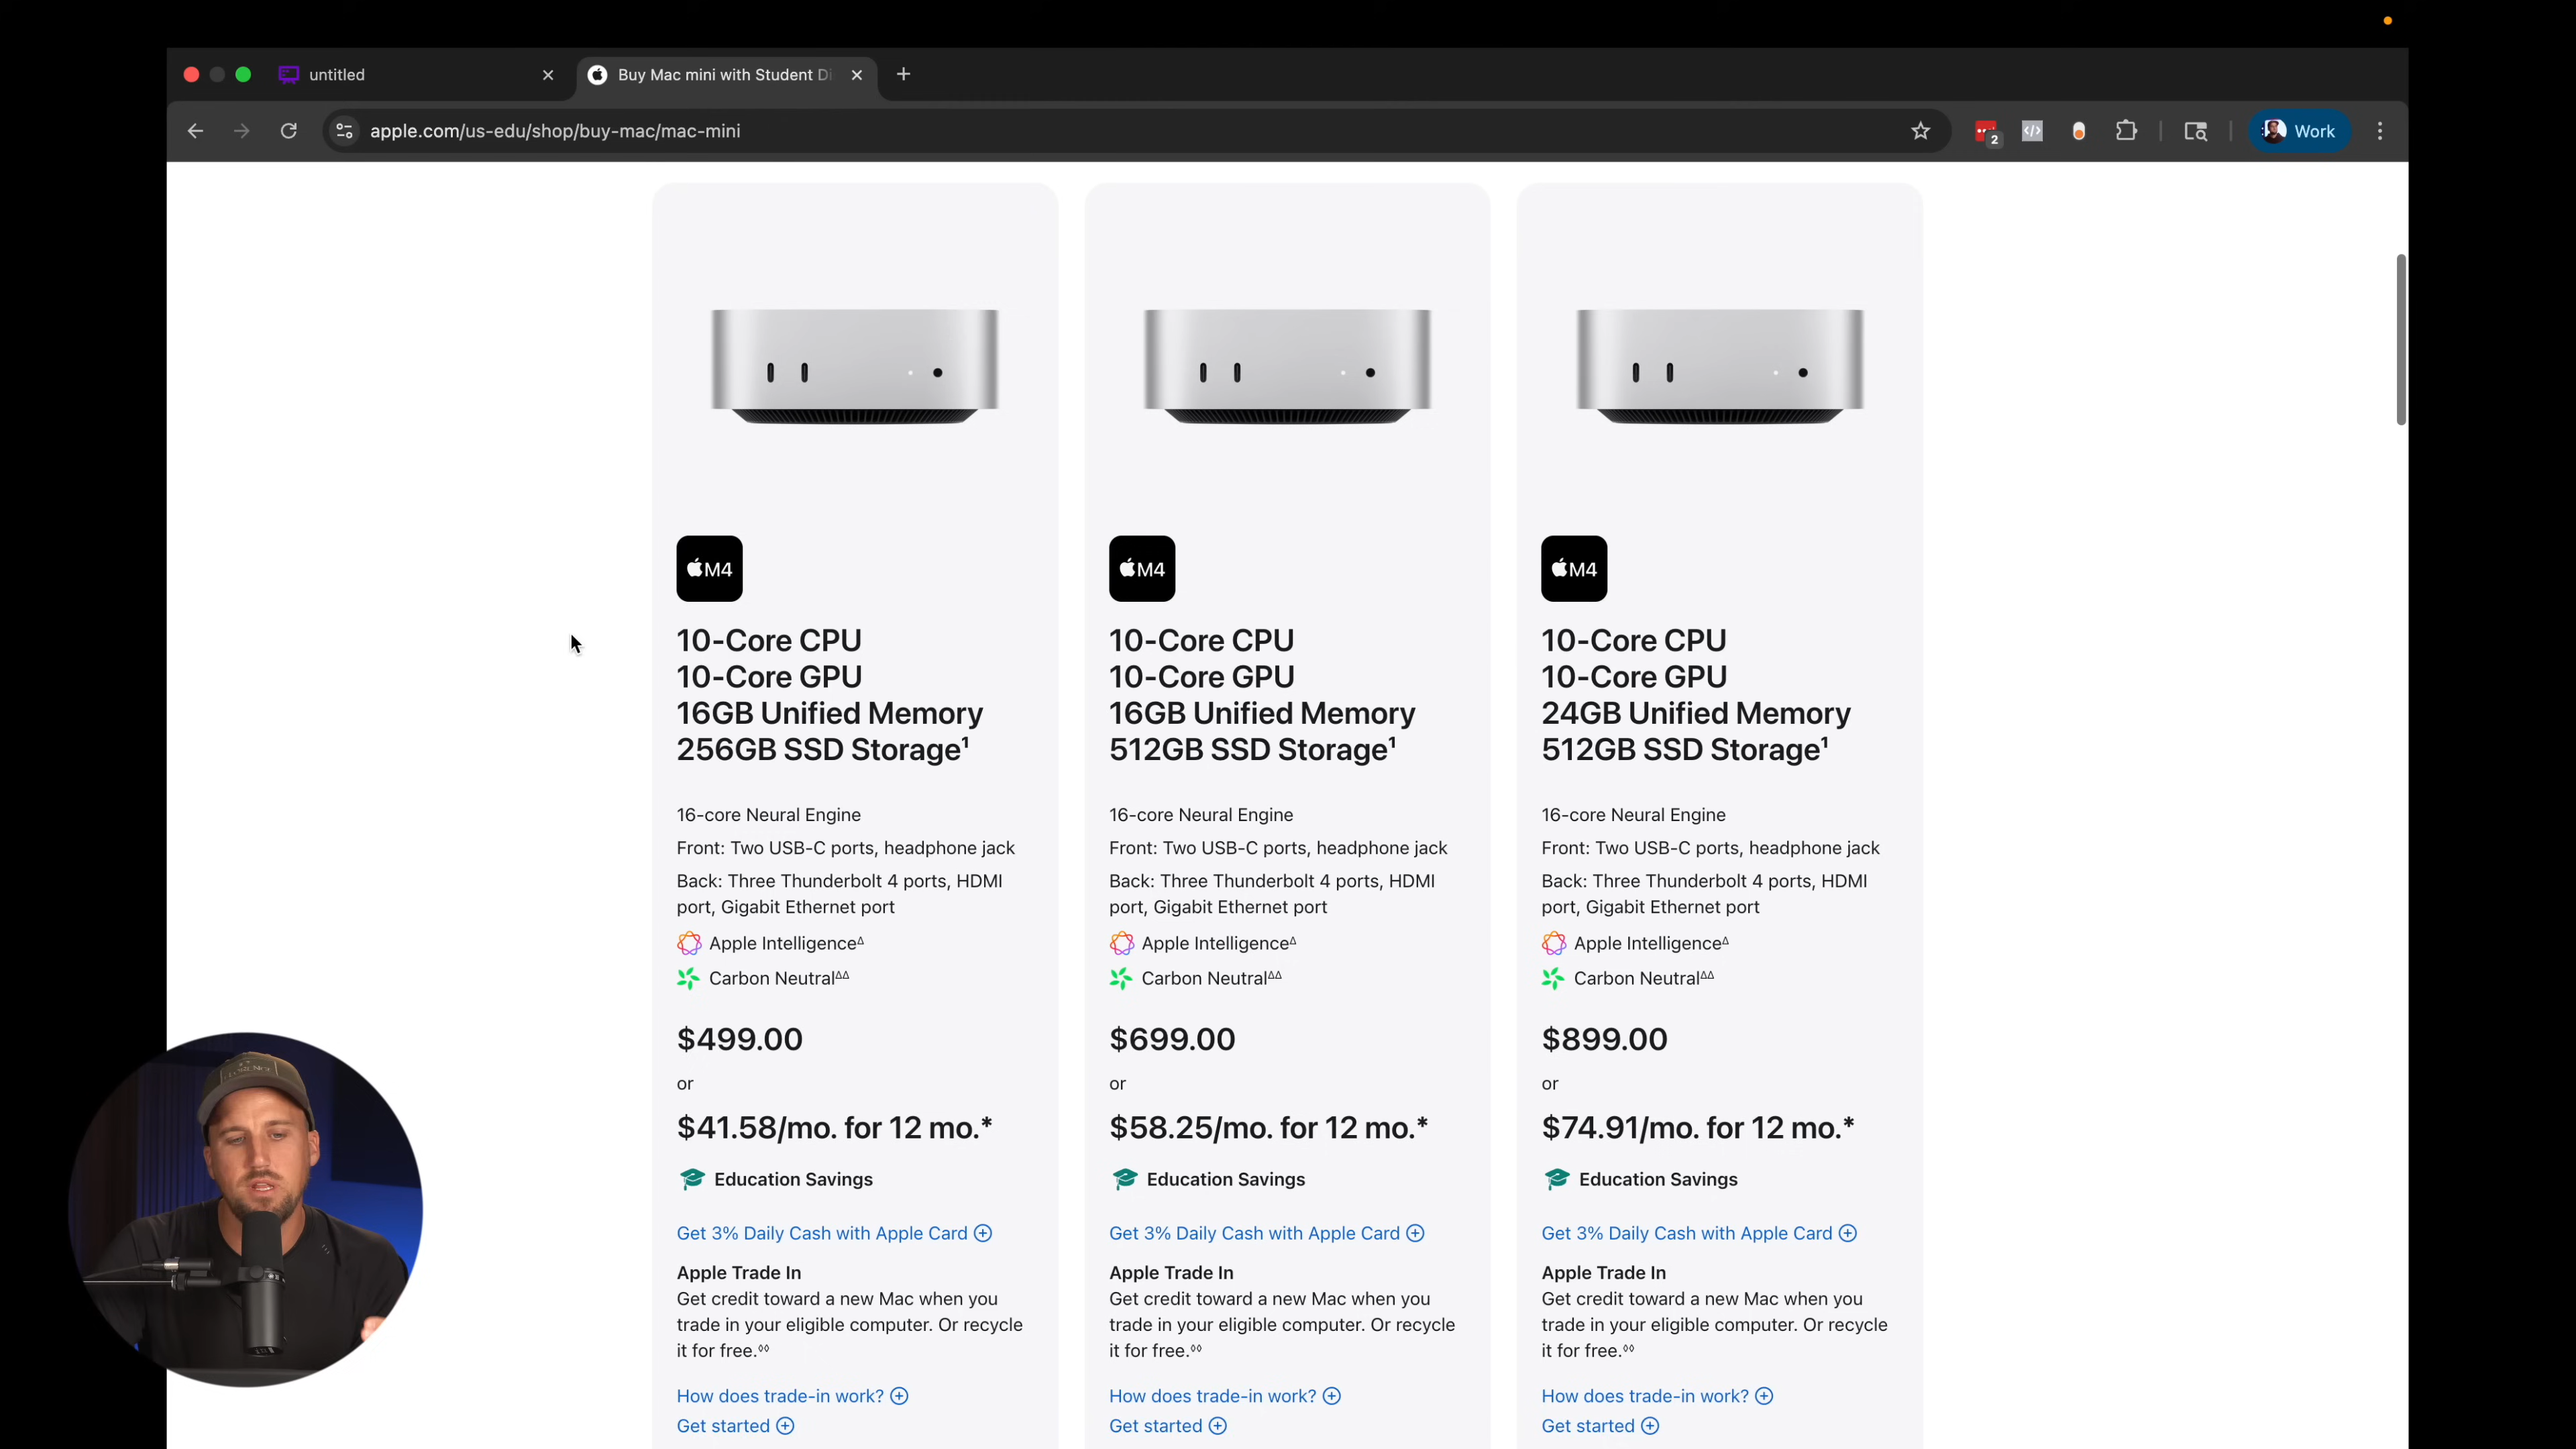 untitled
Buy Mac mini with Student Di
apple.com/us-edu/shop/buy-mac/mac-mini
2
Work
M4
10-Core CPU
10-Core GPU
16GB Unified Memory
256GB SSD Storage¹
16-core Neural Engine
Front: Two USB-C ports, headphone jack
Back: Three Thunderbolt 4 ports, HDMI
port, Gigabit Ethernet port
Apple Intelligence∆
Carbon Neutral∆∆
$499.00
or
$41.58/mo. for 12 mo.*
Education Savings
Get 3% Daily Cash with Apple Card
Apple Trade In
Get credit toward a new Mac when you
trade in your eligible computer. Or recycle
it for free.◊◊
How does trade-in work?
Get started
M4
10-Core CPU
10-Core GPU
16GB Unified Memory
512GB SSD Storage¹
16-core Neural Engine
Front: Two USB-C ports, headphone jack
Back: Three Thunderbolt 4 ports, HDMI
port, Gigabit Ethernet port
Apple Intelligence∆
Carbon Neutral∆∆
$699.00
or
$58.25/mo. for 12 mo.*
Education Savings
Get 3% Daily Cash with Apple Card
Apple Trade In
Get credit toward a new Mac when you
trade in your eligible computer. Or recycle
it for free.◊◊
How does trade-in work?
Get started
M4
10-Core CPU
10-Core GPU
24GB Unified Memory
512GB SSD Storage¹
16-core Neural Engine
Front: Two USB-C ports, headphone jack
Back: Three Thunderbolt 4 ports, HDMI
port, Gigabit Ethernet port
Apple Intelligence∆
Carbon Neutral∆∆
$899.00
or
$74.91/mo. for 12 mo.*
Education Savings
Get 3% Daily Cash with Apple Card
Apple Trade In
Get credit toward a new Mac when you
trade in your eligible computer. Or recycle
it for free.◊◊
How does trade-in work?
Get started